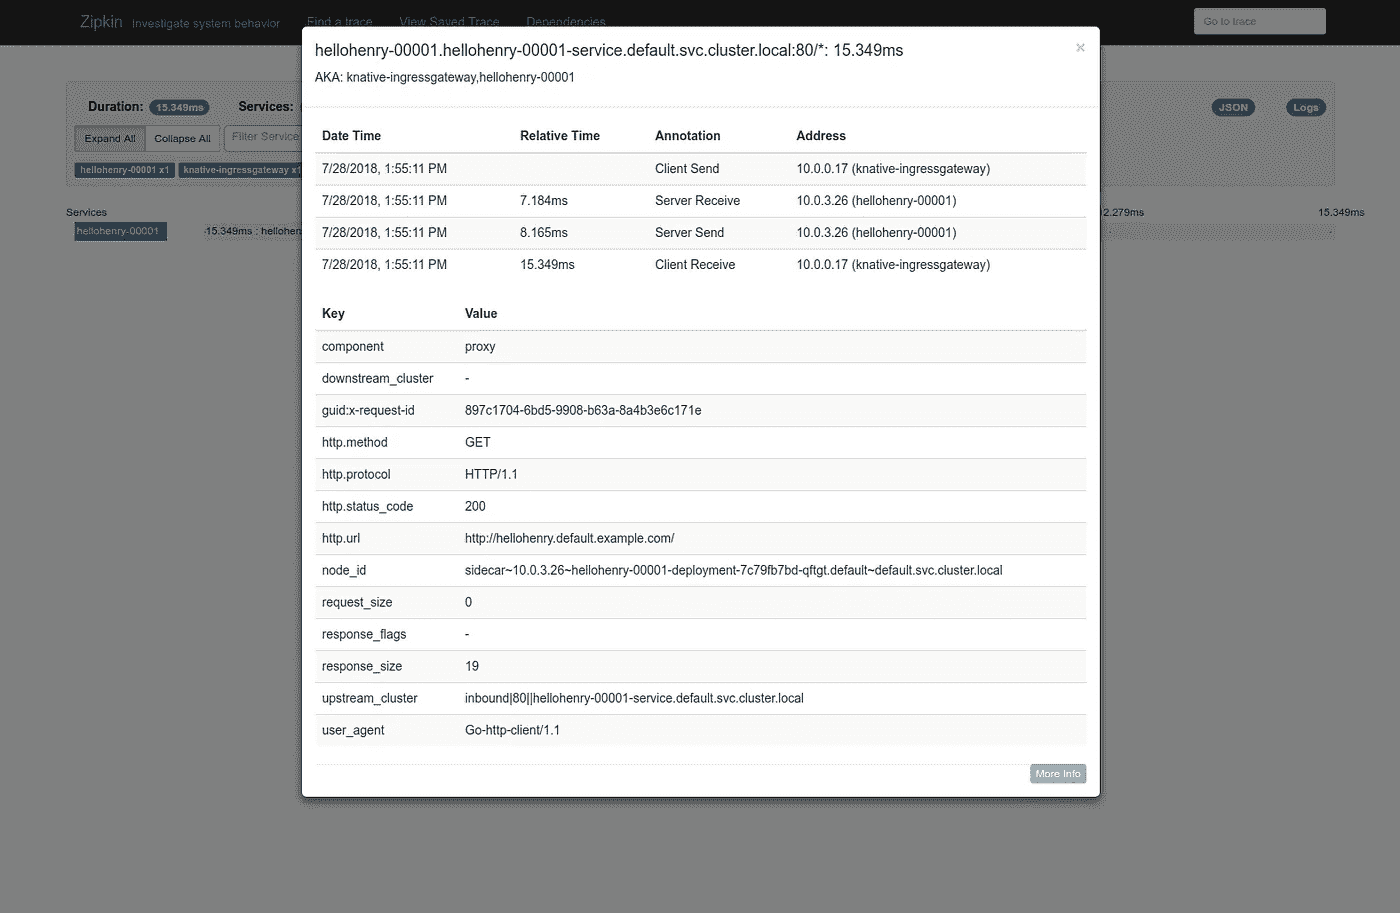 Zipkin Investigate system behavior Find a trace View Saved Trace Dependencies Go to trace
hellohenry-00001.hellohenry-00001-service.default.svc.cluster.local:80/*: 15.349ms ×
AKA: knative-ingressgateway,hellohenry-00001
Duration: 15.349ms Services: JSON Logs
Expand All Collapse All Filter Service
hellohenry-00001 x1 knative-ingressgateway x1
Services 2.279ms 15.349ms
hellohenry-00001 15.349ms : hellohen
Date Time Relative Time Annotation Address
7/28/2018, 1:55:11 PM Client Send 10.0.0.17 (knative-ingressgateway)
7/28/2018, 1:55:11 PM 7.184ms Server Receive 10.0.3.26 (hellohenry-00001)
7/28/2018, 1:55:11 PM 8.165ms Server Send 10.0.3.26 (hellohenry-00001)
7/28/2018, 1:55:11 PM 15.349ms Client Receive 10.0.0.17 (knative-ingressgateway)
Key Value
component proxy
downstream_cluster -
guid:x-request-id 897c1704-6bd5-9908-b63a-8a4b3e6c171e
http.method GET
http.protocol HTTP/1.1
http.status_code 200
http.url http://hellohenry.default.example.com/
node_id sidecar~10.0.3.26~hellohenry-00001-deployment-7c79fb7bd-qftgt.default~default.svc.cluster.local
request_size 0
response_flags -
response_size 19
upstream_cluster inbound|80||hellohenry-00001-service.default.svc.cluster.local
user_agent Go-http-client/1.1
More Info